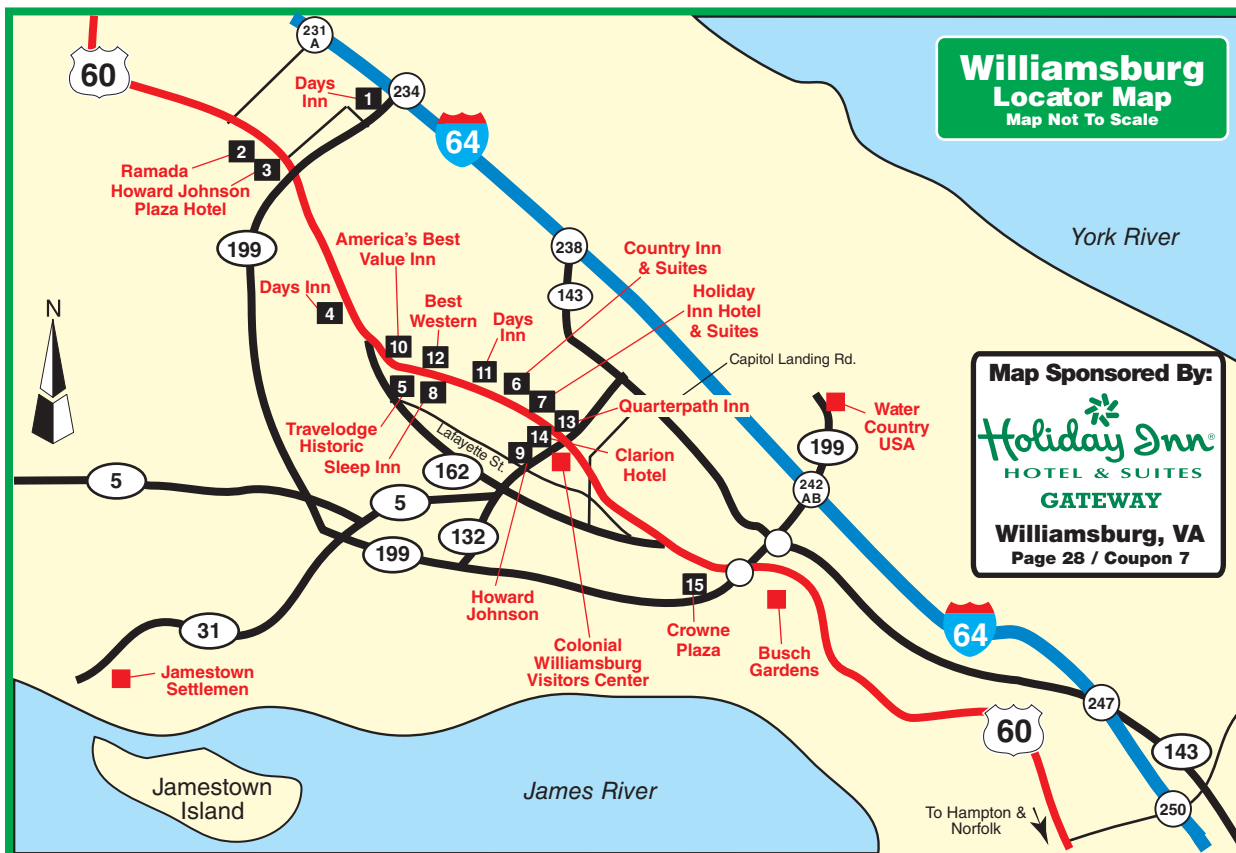 Williamsburg
Locator Map
Map Not To Scale
231
A
60
Days
Inn
1
234
64
2
Ramada
3
Howard Johnson
Plaza Hotel
199
America's Best
Value Inn
238
Country Inn
& Suites
York River
143
Holiday
Inn Hotel
& Suites
N
Days Inn
4
Best
Western
Days
Inn
10
12
11
6
7
5
8
13
14
9
Capitol Landing Rd.
Quarterpath Inn
Travelodge
Historic
Sleep Inn
Lafayette St.
Clarion
Hotel
Water
Country
USA
199
242
AB
162
5
5
132
199
Map Sponsored By:
Holiday Inn®
HOTEL & SUITES
GATEWAY
Williamsburg, VA
Page 28 / Coupon 7
Howard
Johnson
15
Crowne
Plaza
Colonial
Williamsburg
Visitors Center
Busch
Gardens
31
64
Jamestown
Settlemen
247
60
143
Jamestown
Island
James River
To Hampton &
Norfolk
250